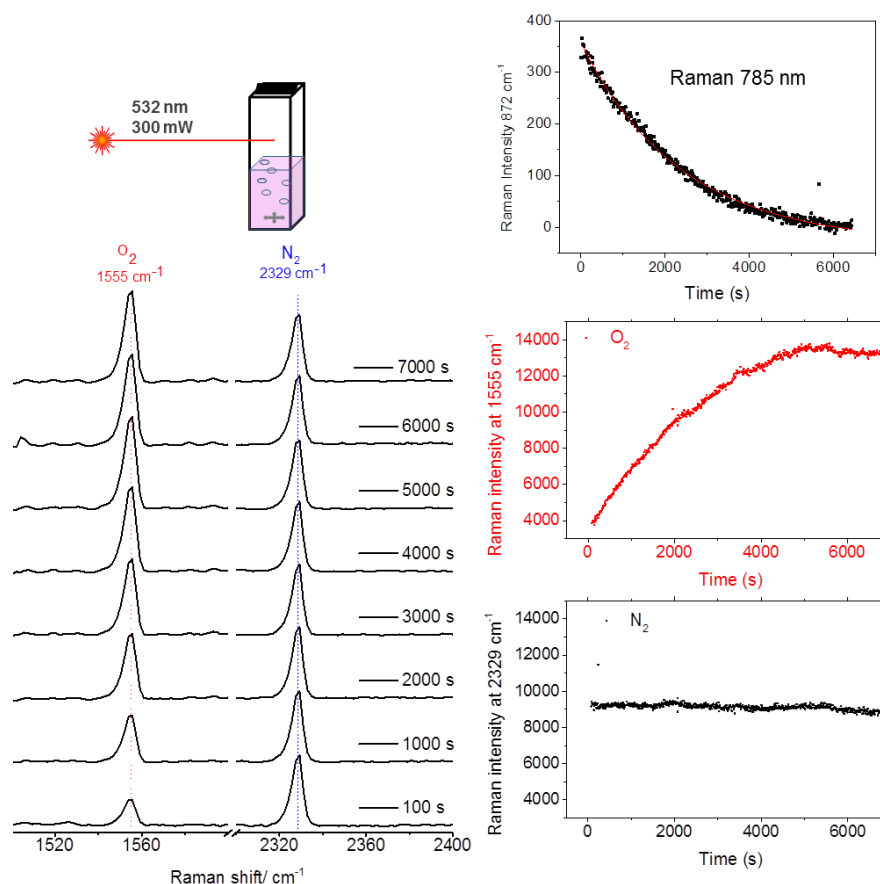 532 nm
300 mW
O2
1555 cm-1
N2
2329 cm-1
7000 s
6000 s
5000 s
4000 s
3000 s
2000 s
1000 s
100 s
1520
1560
2320
2360
2400
Raman shift/ cm-1
400
300
200
100
0
Raman Intensity 872 cm-1
Raman 785 nm
0
2000
4000
6000
Time (s)
14000
12000
10000
8000
6000
4000
Raman intensity at 1555 cm-1
O2
0
2000
4000
6000
Time (s)
14000
12000
10000
8000
6000
4000
Raman intensity at 2329 cm-1
N2
0
2000
4000
6000
Time (s)